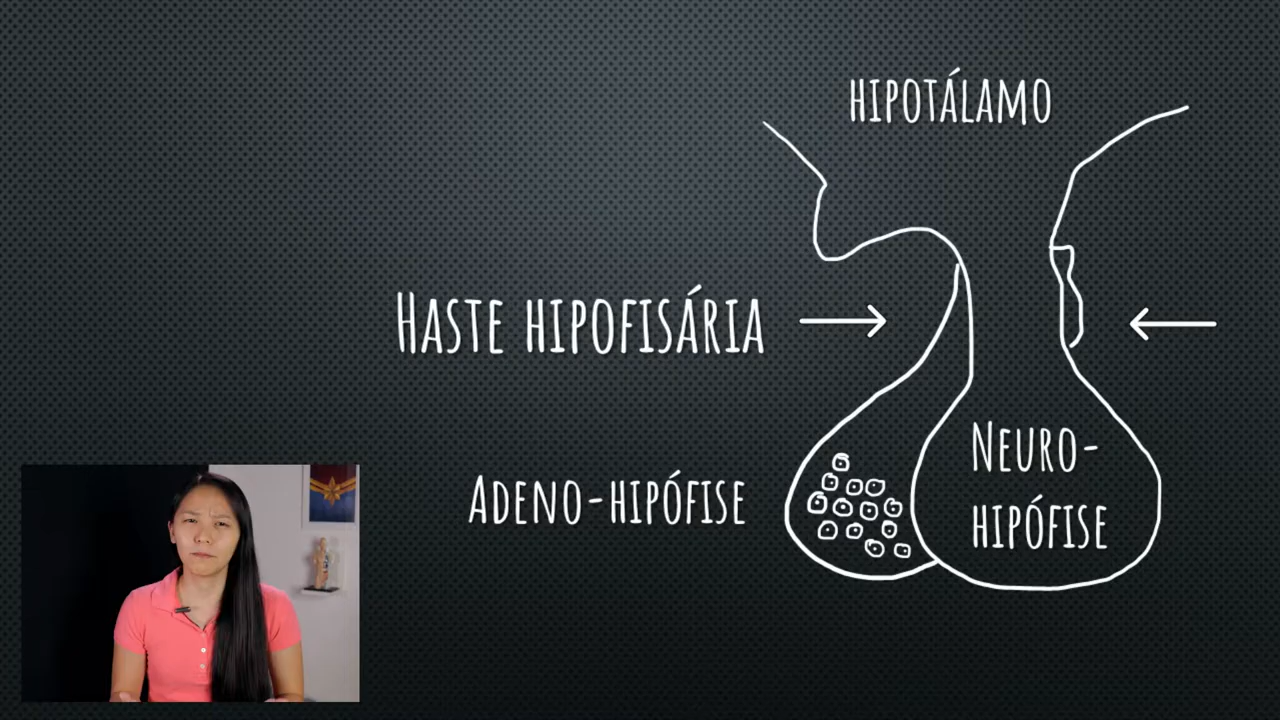 HIPOTÁLAMO
HASTE HIPOFISÁRIA
ADENO-HIPÓFISE
NEURO-
HIPÓFISE